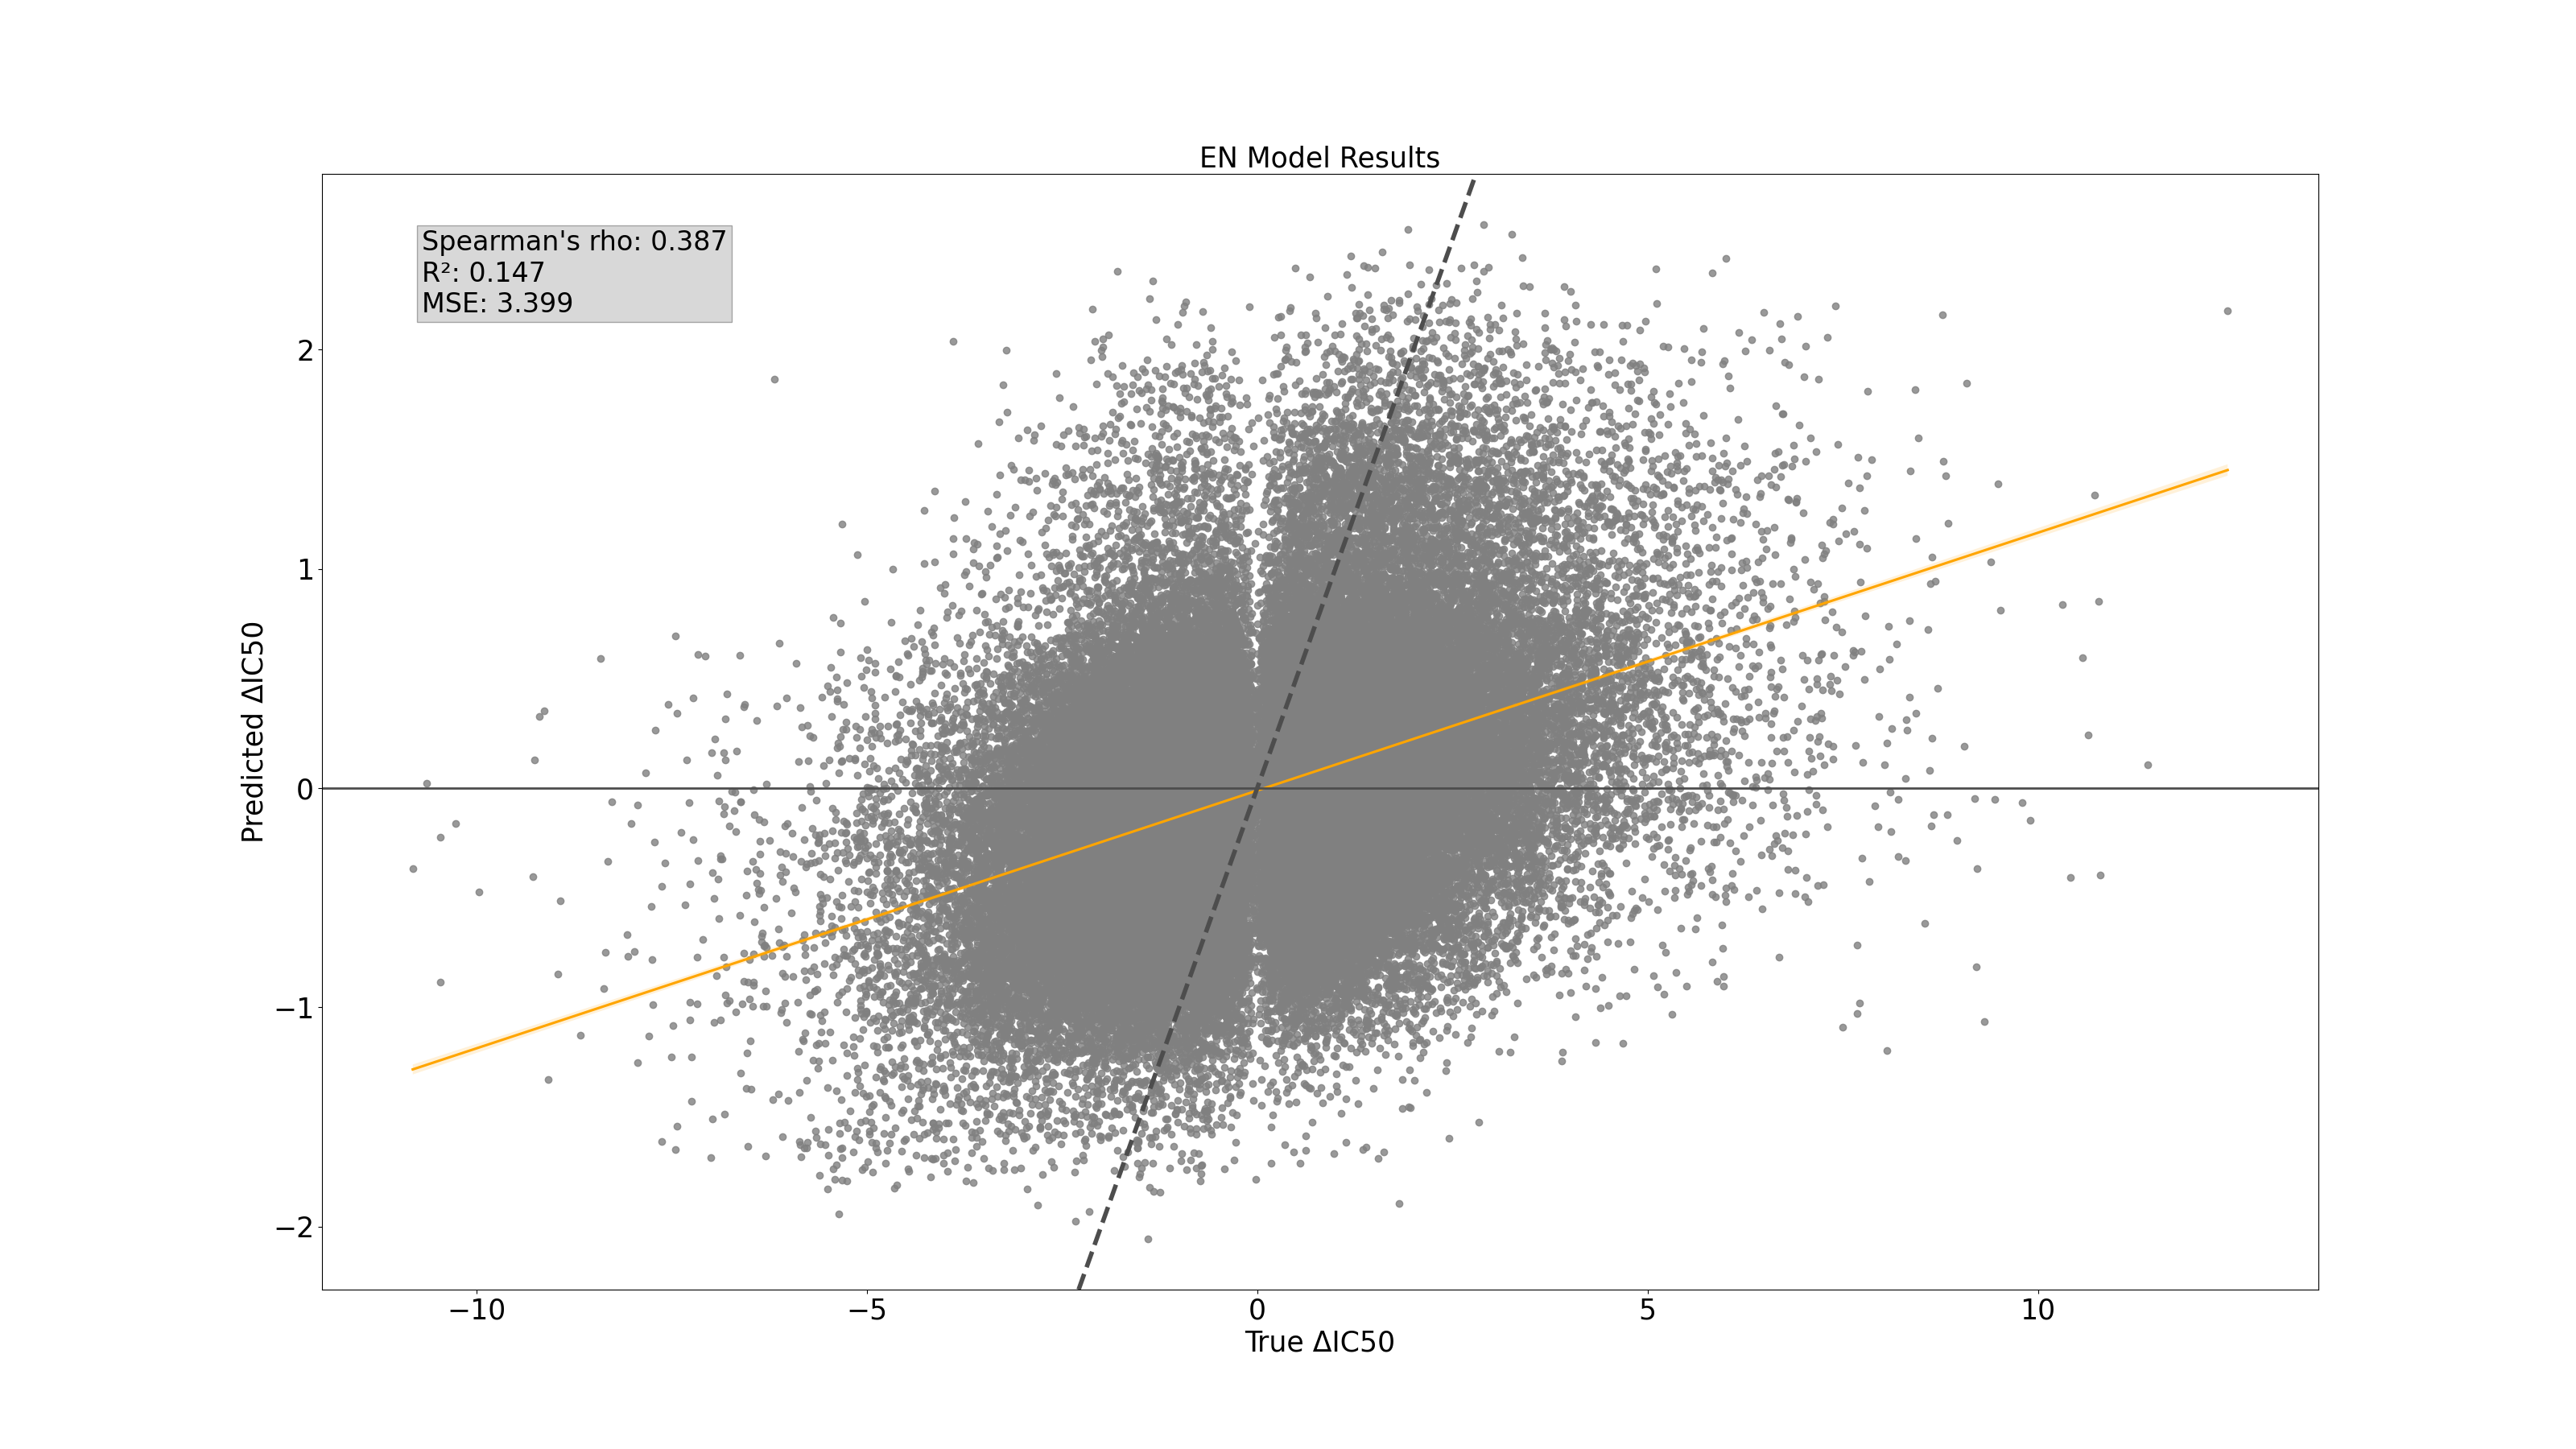 EN Model Results
Spearman's rho: 0.387
R²: 0.147
MSE: 3.399
2
1
0
−1
−2
Predicted ΔIC50
−10 −5 0 5 10
True ΔIC50